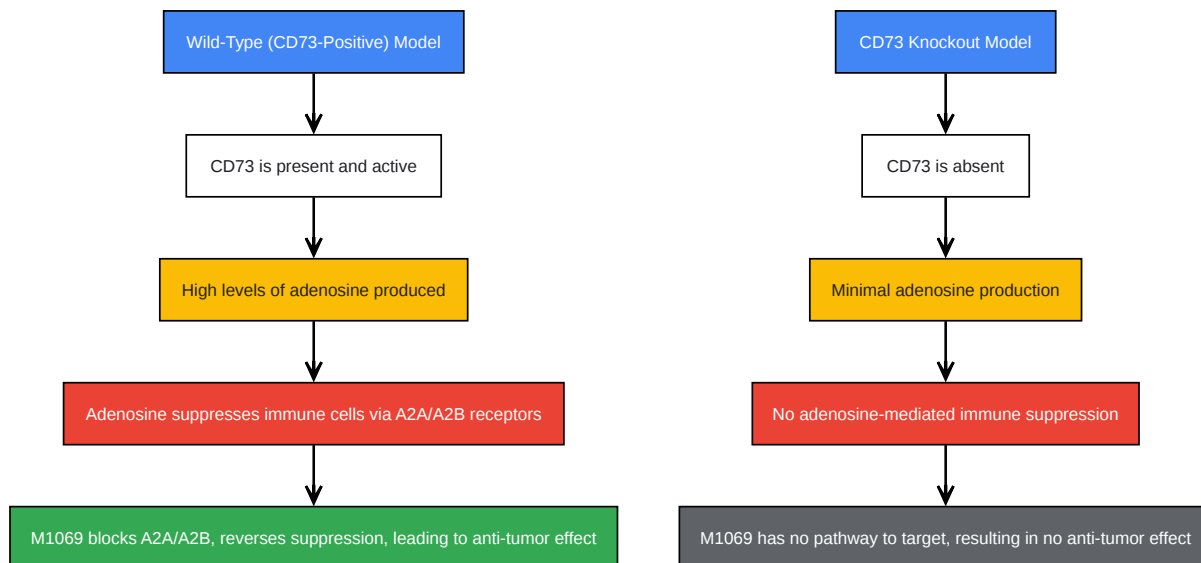 Wild-Type (CD73-Positive) Model
CD73 is present and active
High levels of adenosine produced
Adenosine suppresses immune cells via A2A/A2B receptors
M1069 blocks A2A/A2B, reverses suppression, leading to anti-tumor effect
CD73 Knockout Model
CD73 is absent
Minimal adenosine production
No adenosine-mediated immune suppression
M1069 has no pathway to target, resulting in no anti-tumor effect